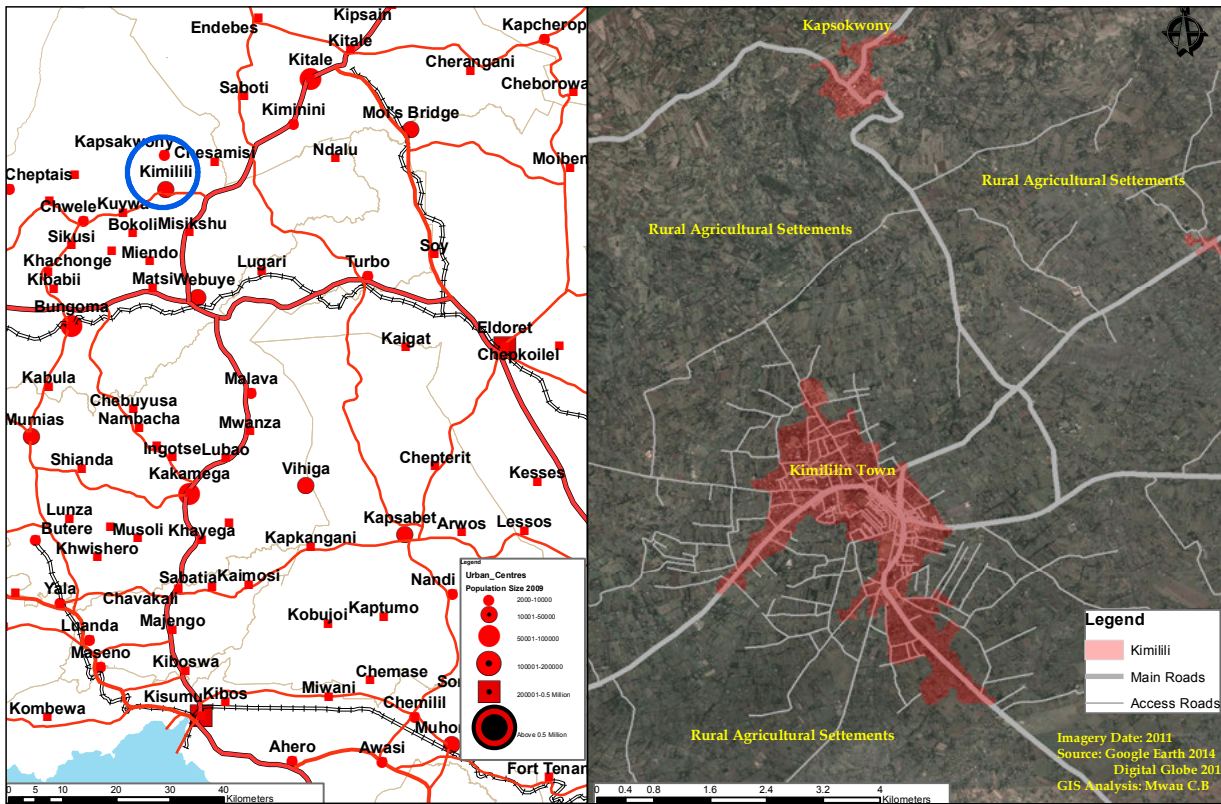 Kipsain
Endebes
Kapcherop
Kitale
Kitale
Cherangani
Cheborowa
Saboti
Kiminini
Moi's Bridge
Kapsakwony
Chesamisi
Ndalu
Moiben
Kimilili
Cheptais
Chwele
Kuywa
Bokoli
Misikshu
Sikusi
Miendo
Soy
Khachonge
Lugari
Turbo
Kibabii
Matsi
Webuye
Bungoma
Eldoret
Kaigat
Chepkoilel
Kabula
Malava
Chebuyusa
Mumias
Nambacha
Mwanza
Ingotse
Lubao
Shianda
Vihiga
Chepterit
Kakamega
Kesses
Lunza
Butere
Musoli
Khayega
Kapsabet
Arwos
Lessos
Khwishero
Kapkangani
Sabatia
Kaimosi
Nandi
Yala
Chavakali
Kobujoi
Kaptumo
Luanda
Majengo
Maseno
Kiboswa
Chemase
Kisumu
Kibos
Miwani
Kombewa
Chemilil
Ahero
Awasi
Fort Tenan
Legend
Urban_Centres
Population Size 2009
2000-10000
10001-50000
50001-100000
100001-200000
200001-0.5 Million
Above 0.5 Million
0 5 10 20 30 40
Kilometers
Kapsokwony
Rural Agricultural Settements
Rural Agricultural Settements
Kimililin Town
Rural Agricultural Settements
Legend
Kimilili
Main Roads
Access Roads
Imagery Date: 2011
Source: Google Earth 2014
Digital Globe 201
GIS Analysis: Mwau C.B
0 0.4 0.8 1.6 2.4 3.2 4
Kilometers